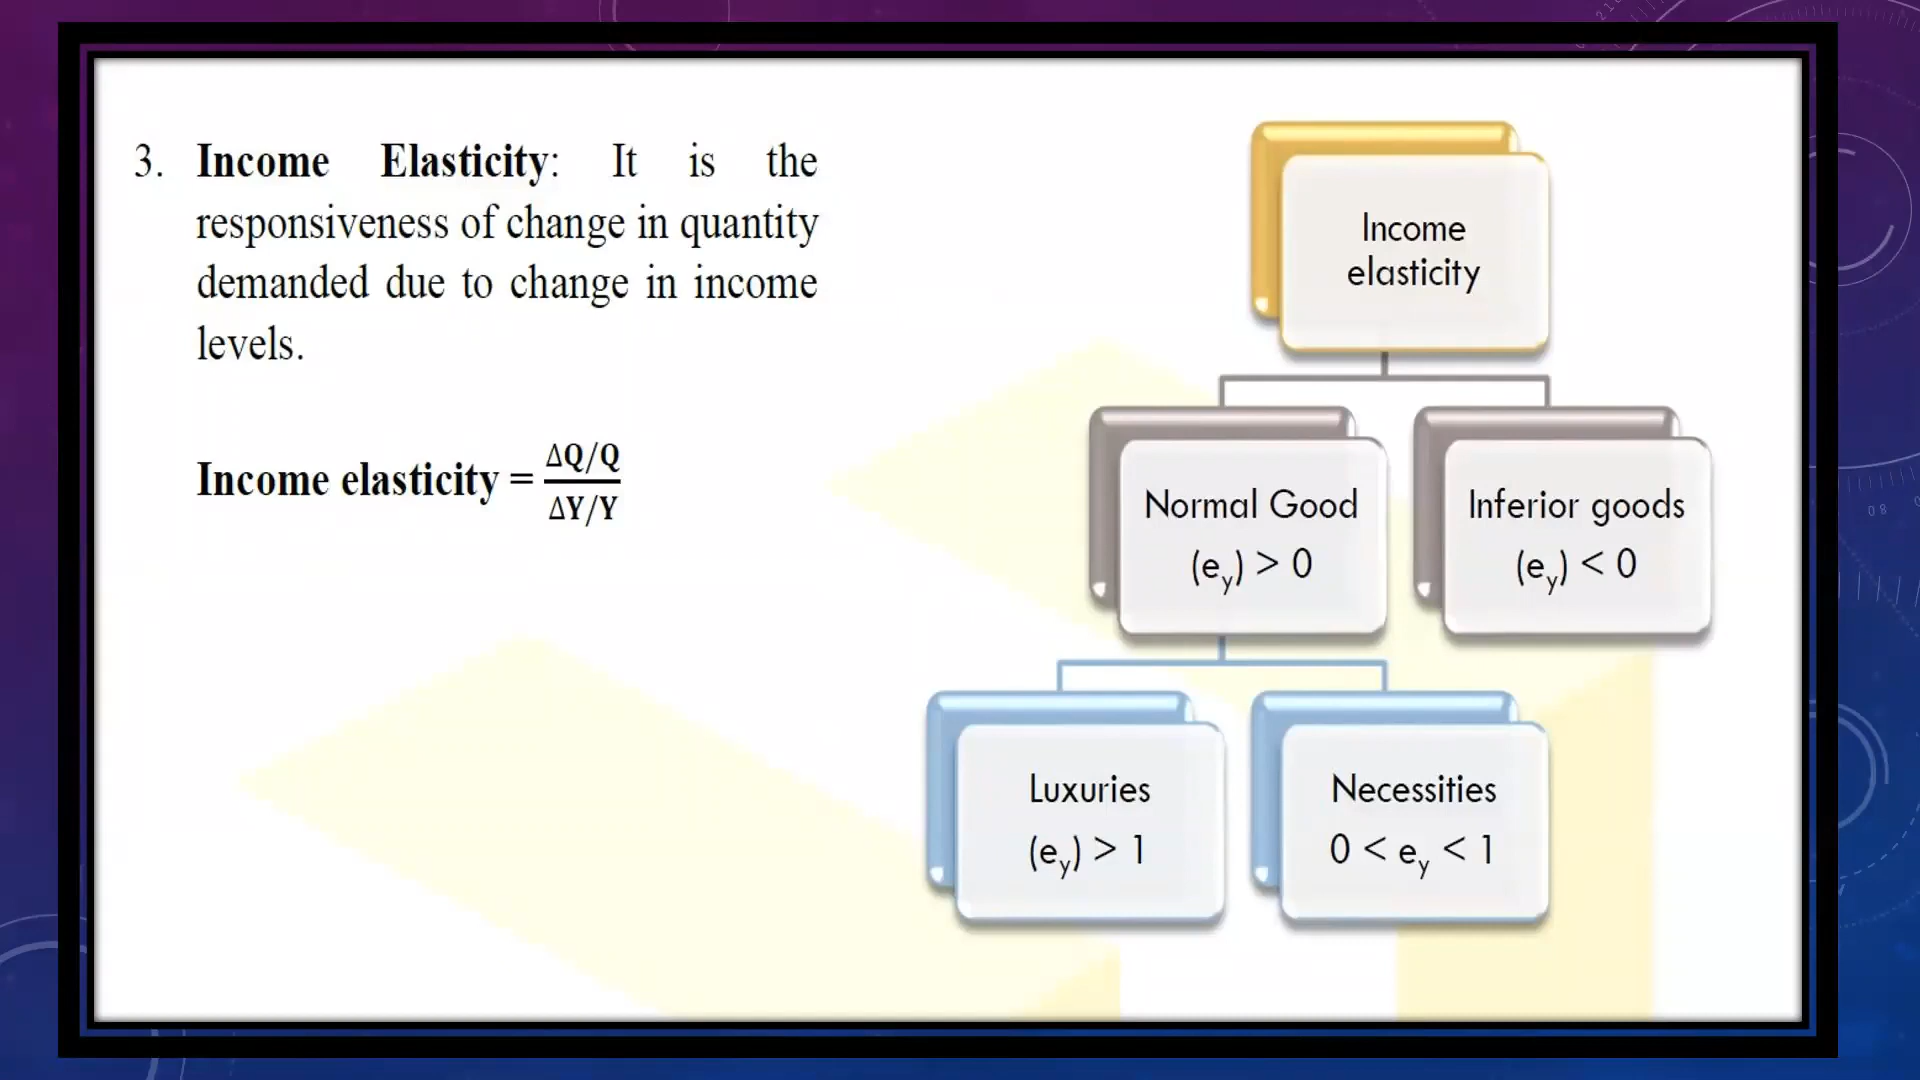 3. Income Elasticity: It is the
responsiveness of change in quantity
demanded due to change in income
levels.
Income elasticity = ΔQ/Q
ΔY/Y
Income
elasticity
Normal Good
(ey) > 0
Inferior goods
(ey) < 0
Luxuries
(ey) > 1
Necessities
0 < ey < 1
80